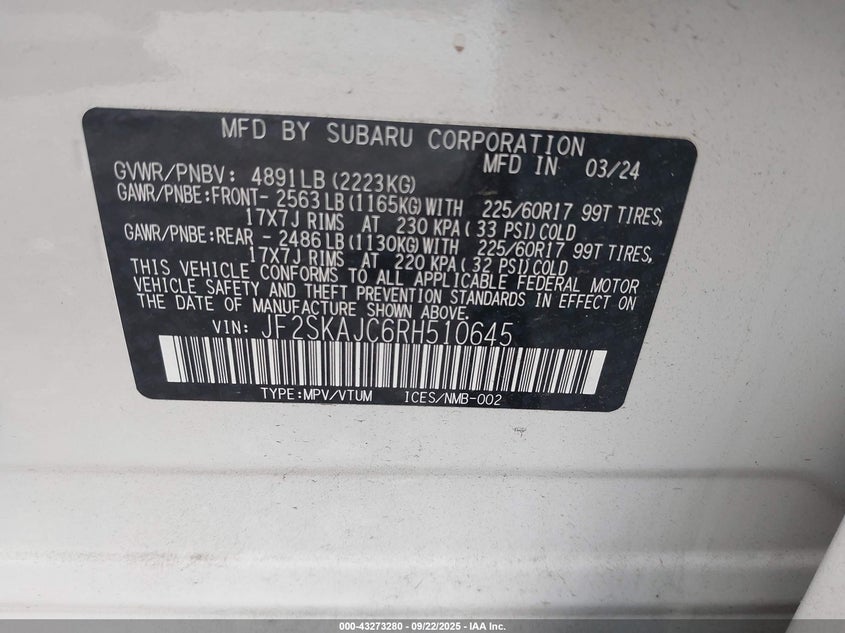 MFD BY SUBARU CORPORATION
MFD IN 03/24
GVWR/PNBV: 4891LB (2223KG)
GAWR/PNBE:FRONT- 2563LB(1165KG)WITH 225/60R17 99T TIRES,
17X7J RIMS AT 230 KPA( 33 PSI) COLD
GAWR/PNBE:REAR - 2486LB(1130KG)WITH 225/60R17 99T TIRES,
17X7J RIMS AT 220 KPA( 32 PSI)COLD
THIS VEHICLE CONFORMS TO ALL APPLICABLE FEDERAL MOTOR
VEHICLE SAFETY AND THEFT PREVENTION STANDARDS IN EFFECT ON
THE DATE OF MANUFACTURE SHOWN ABOVE.
VIN: JF2SKAJC6RH510645
TYPE:MPV/VTUM ICES/NMB-002
000-43273280 - 09/22/2025 - IAA Inc.